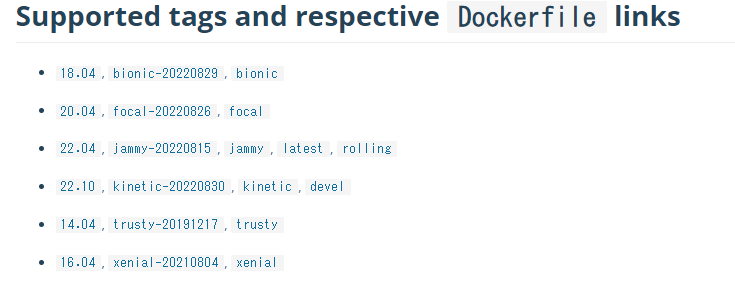 Supported tags and respective Dockerfile links
18.04, bionic-20220829, bionic
20.04, focal-20220826, focal
22.04, jammy-20220815, jammy, latest, rolling
22.10, kinetic-20220830, kinetic, devel
14.04, trusty-20191217, trusty
16.04, xenial-20210804, xenial